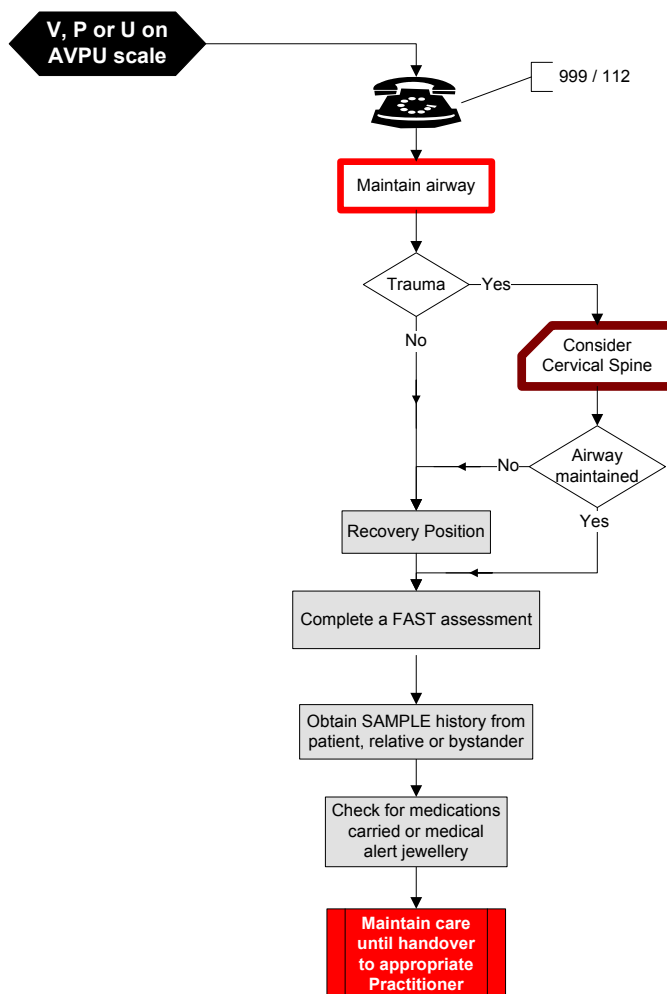 V, P or U on
AVPU scale
999 / 112
Maintain airway
Trauma
Yes
No
Consider
Cervical Spine
Airway
maintained
No
Yes
Recovery Position
Complete a FAST assessment
Obtain SAMPLE history from
patient, relative or bystander
Check for medications
carried or medical
alert jewellery
Maintain care
until handover
to appropriate
Practitioner